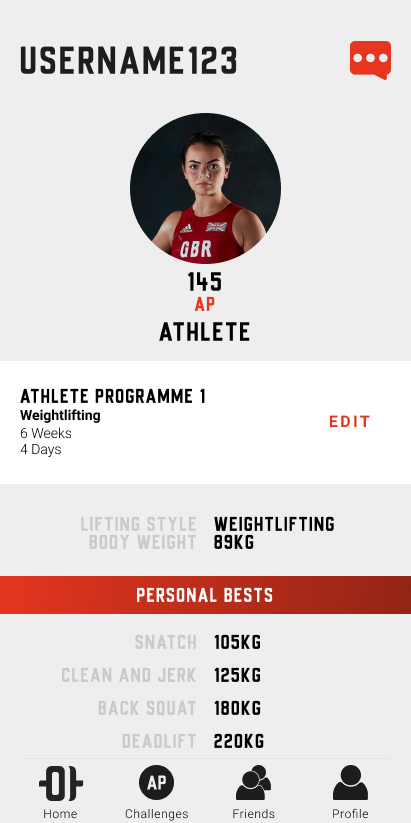 USERNAME123
GBR
145
AP
ATHLETE
ATHLETE PROGRAMME 1
Weightlifting
6 Weeks
4 Days
EDIT
LIFTING STYLE WEIGHTLIFTING
BODY WEIGHT 89KG
PERSONAL BESTS
SNATCH 105KG
CLEAN AND JERK 125KG
BACK SQUAT 180KG
DEADLIFT 220KG
AP
Home Challenges Friends Profile